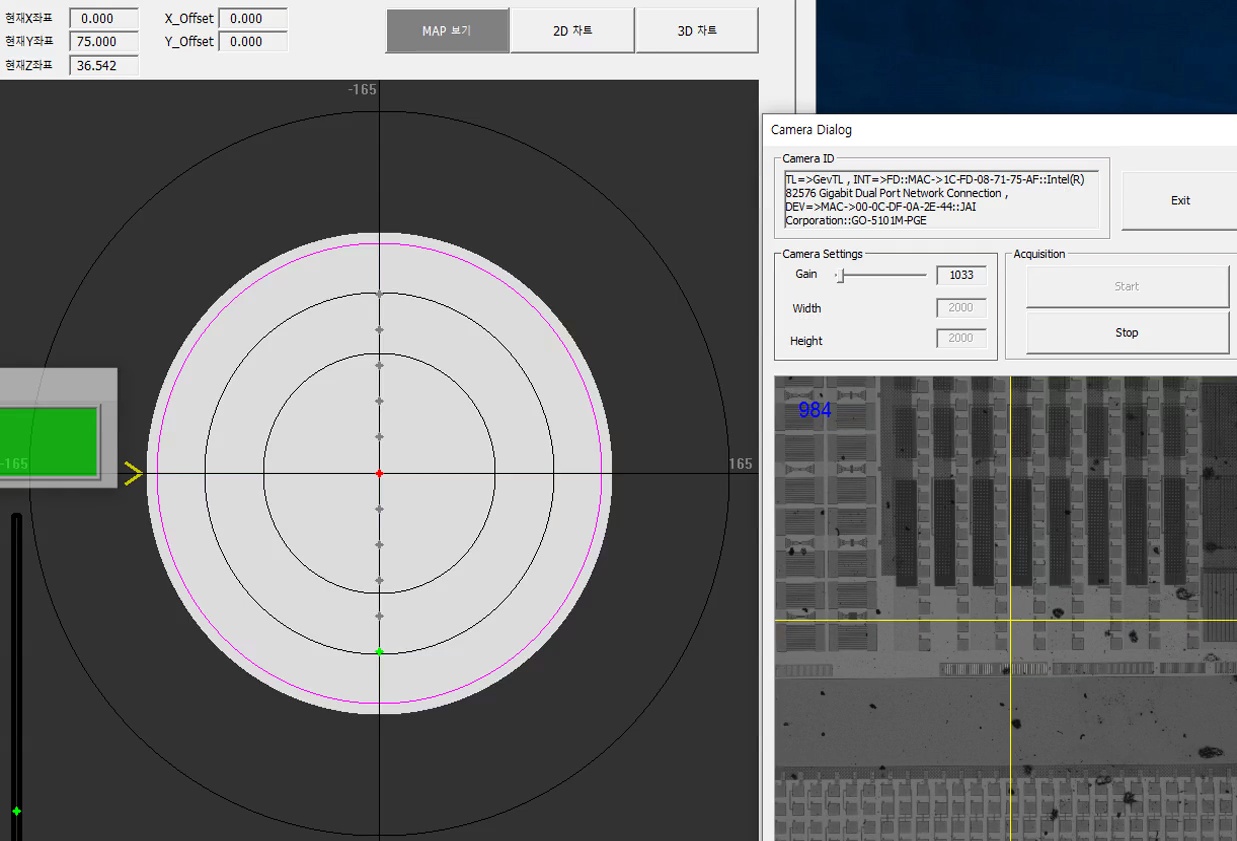 현재X좌표 0.000 X_Offset 0.000
현재Y좌표 75.000 Y_Offset 0.000
현재Z좌표 36.542
MAP 보기 2D 차트 3D 차트
-165
-165
165
Camera Dialog
Camera ID
TL=>GevTL , INT=>FD::MAC->1C-FD-08-71-75-AF::Intel(R)
82576 Gigabit Dual Port Network Connection ,
DEV=>MAC->00-0C-DF-0A-2E-44::JAI
Corporation::GO-5101M-PGE
Exit
Camera Settings
Gain 1033
Width 2000
Height 2000
Acquisition
Start
Stop
984